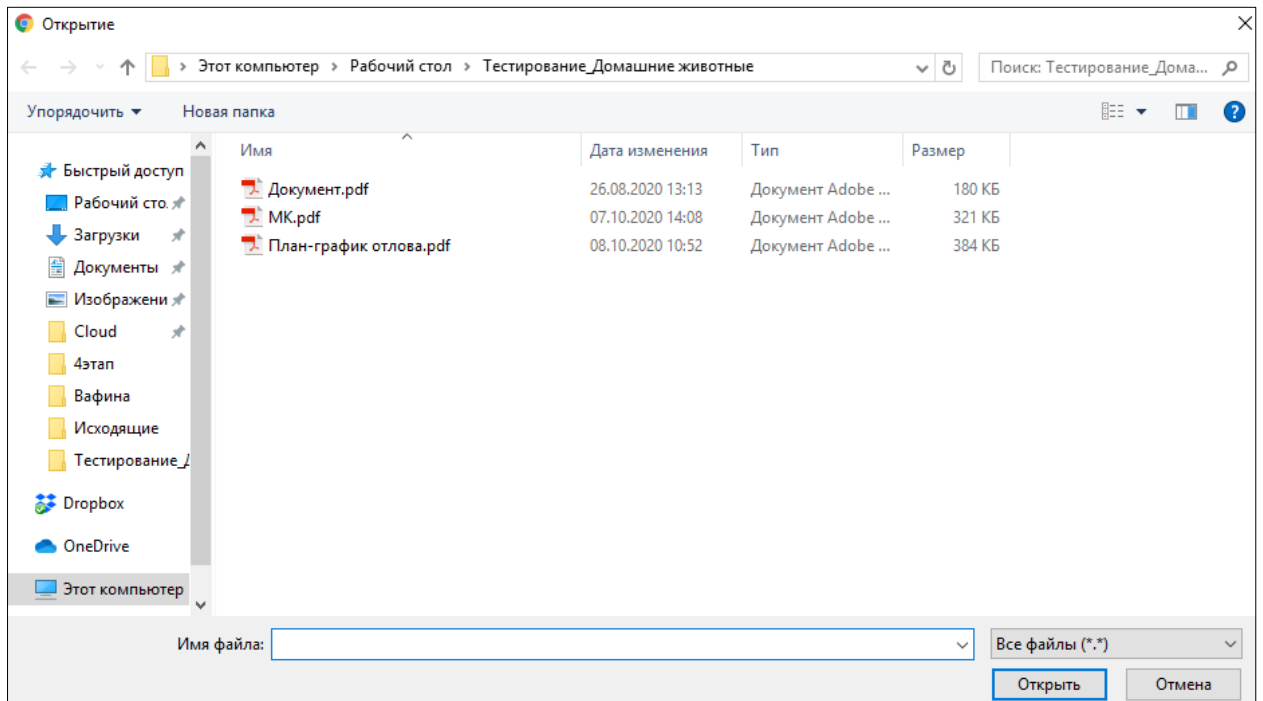 Открытие
Этот компьютер › Рабочий стол › Тестирование_Домашние животные
Поиск: Тестирование_Дома...
Упорядочить Новая папка
?
Имя Дата изменения Тип Размер
Быстрый доступ
Рабочий сто.
Загрузки
Документы
Изображени
Cloud
4этап
Вафина
Исходящие
Тестирование_Д
Dropbox
OneDrive
Этот компьютер
Документ.pdf 26.08.2020 13:13 Документ Adobe ... 180 КБ
МК.pdf 07.10.2020 14:08 Документ Adobe ... 321 КБ
План-график отлова.pdf 08.10.2020 10:52 Документ Adobe ... 384 КБ
Имя файла: Все файлы (*.*)
Открыть Отмена